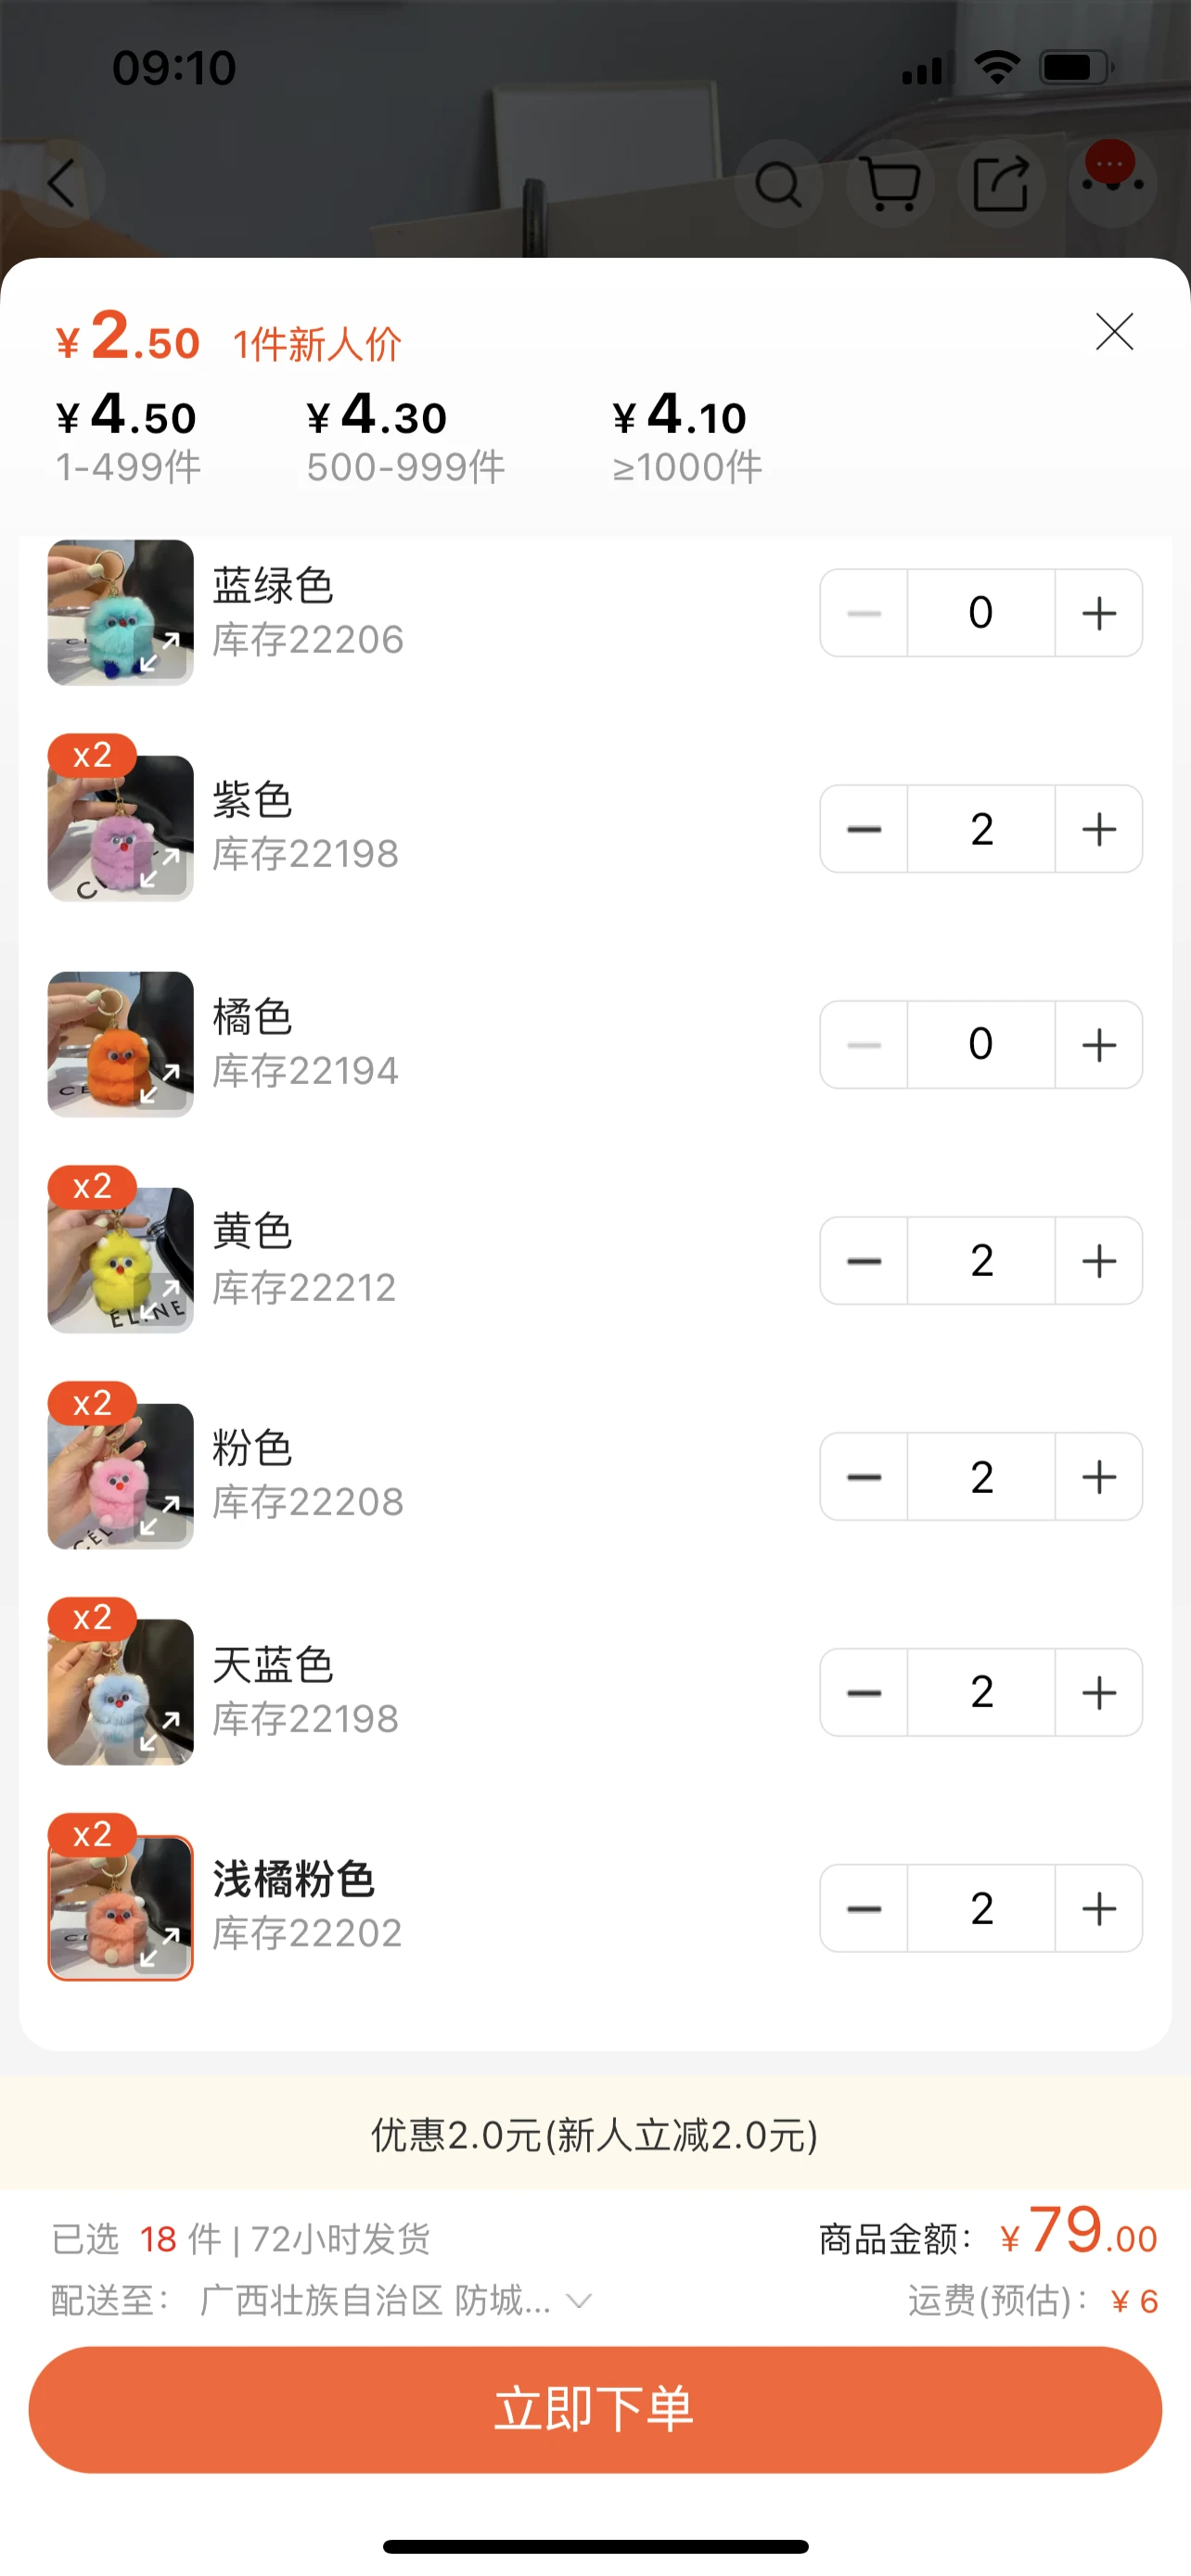 09:10
¥2.50 1件新人价
¥4.50 ¥4.30 ¥4.10
1-499件 500-999件 ≥1000件
蓝绿色
库存22206
0
x2
紫色
库存22198
2
橘色
库存22194
0
x2
黄色
库存22212
2
x2
粉色
库存22208
2
x2
天蓝色
库存22198
2
x2
浅橘粉色
库存22202
2
优惠2.0元(新人立减2.0元)
已选 18 件 | 72小时发货 商品金额: ¥79.00
配送至: 广西壮族自治区 防城... 运费(预估): ¥6
立即下单